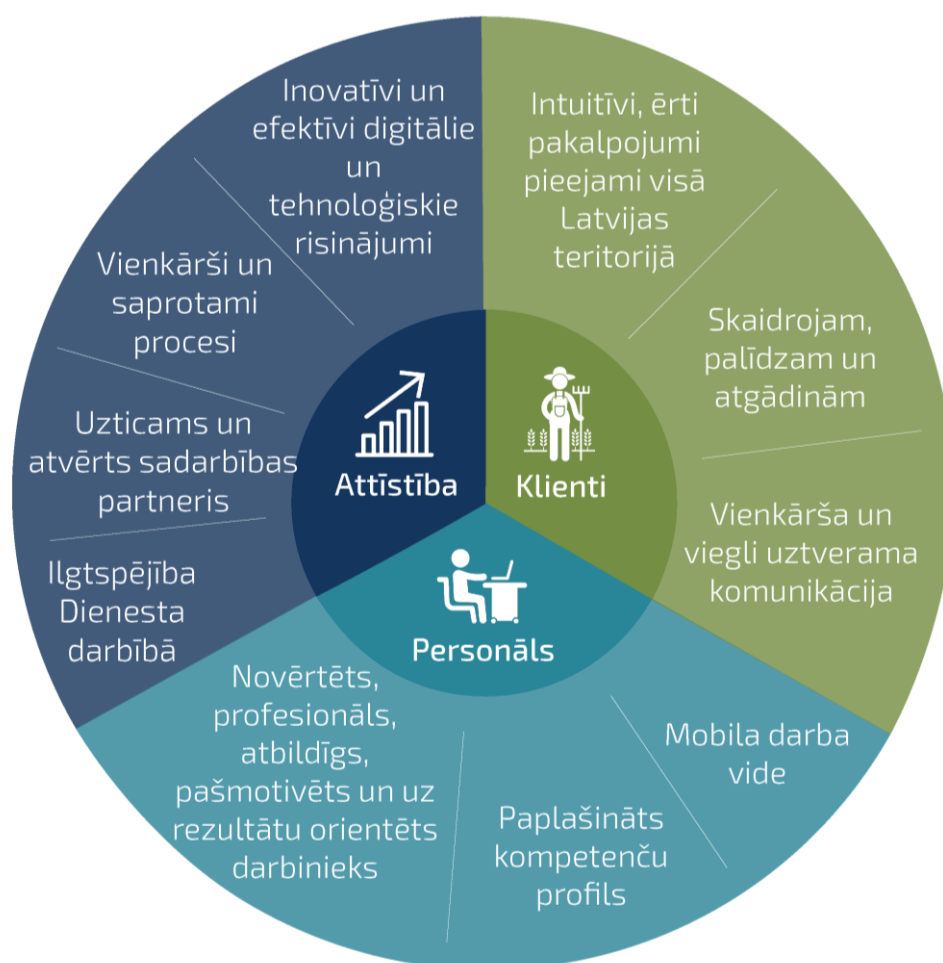 Inovatīvi un
efektīvi digitālie
un
tehnoloģiskie
risinājumi
Vienkārši un
saprotami
procesi
Uzticams un
atvērts sadarbības
partneris
Ilgtspējība
Dienesta
darbībā
Attīstība
Intuitīvi, ērti
pakalpojumi
pieejami visā
Latvijas
teritorijā
Skaidrojam,
palīdzam un
atgādinām
Vienkārša un
viegli uztverama
komunikācija
Klienti
Personāls
Novērtēts,
profesionāls,
atbildīgs,
pašmotivēts un uz
rezultātu orientēts
darbinieks
Paplašināts
kompetenču
profils
Mobila darba
vide